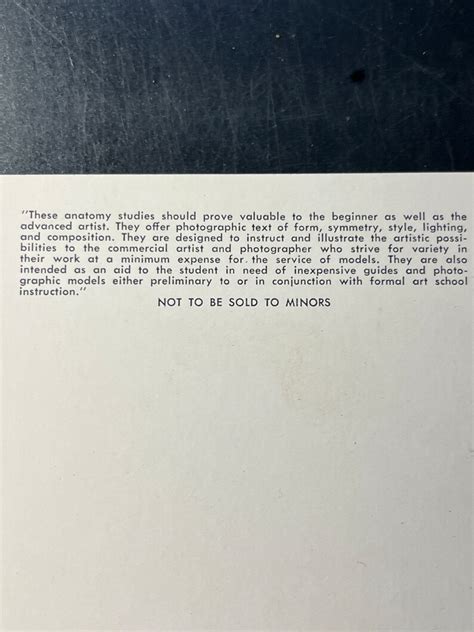 "These anatomy studies should prove valuable to the beginner as well as the
advanced artist. They offer photographic text of form, symmetry, style, lighting,
and composition. They are designed to instruct and illustrate the artistic possi-
bilities to the commercial artist and photographer who strive for variety in
their work at a minimum expense for the service of models. They are also
intended as an aid to the student in need of inexpensive guides and photo-
graphic models either preliminary to or in conjunction with formal art school
instruction."
NOT TO BE SOLD TO MINORS